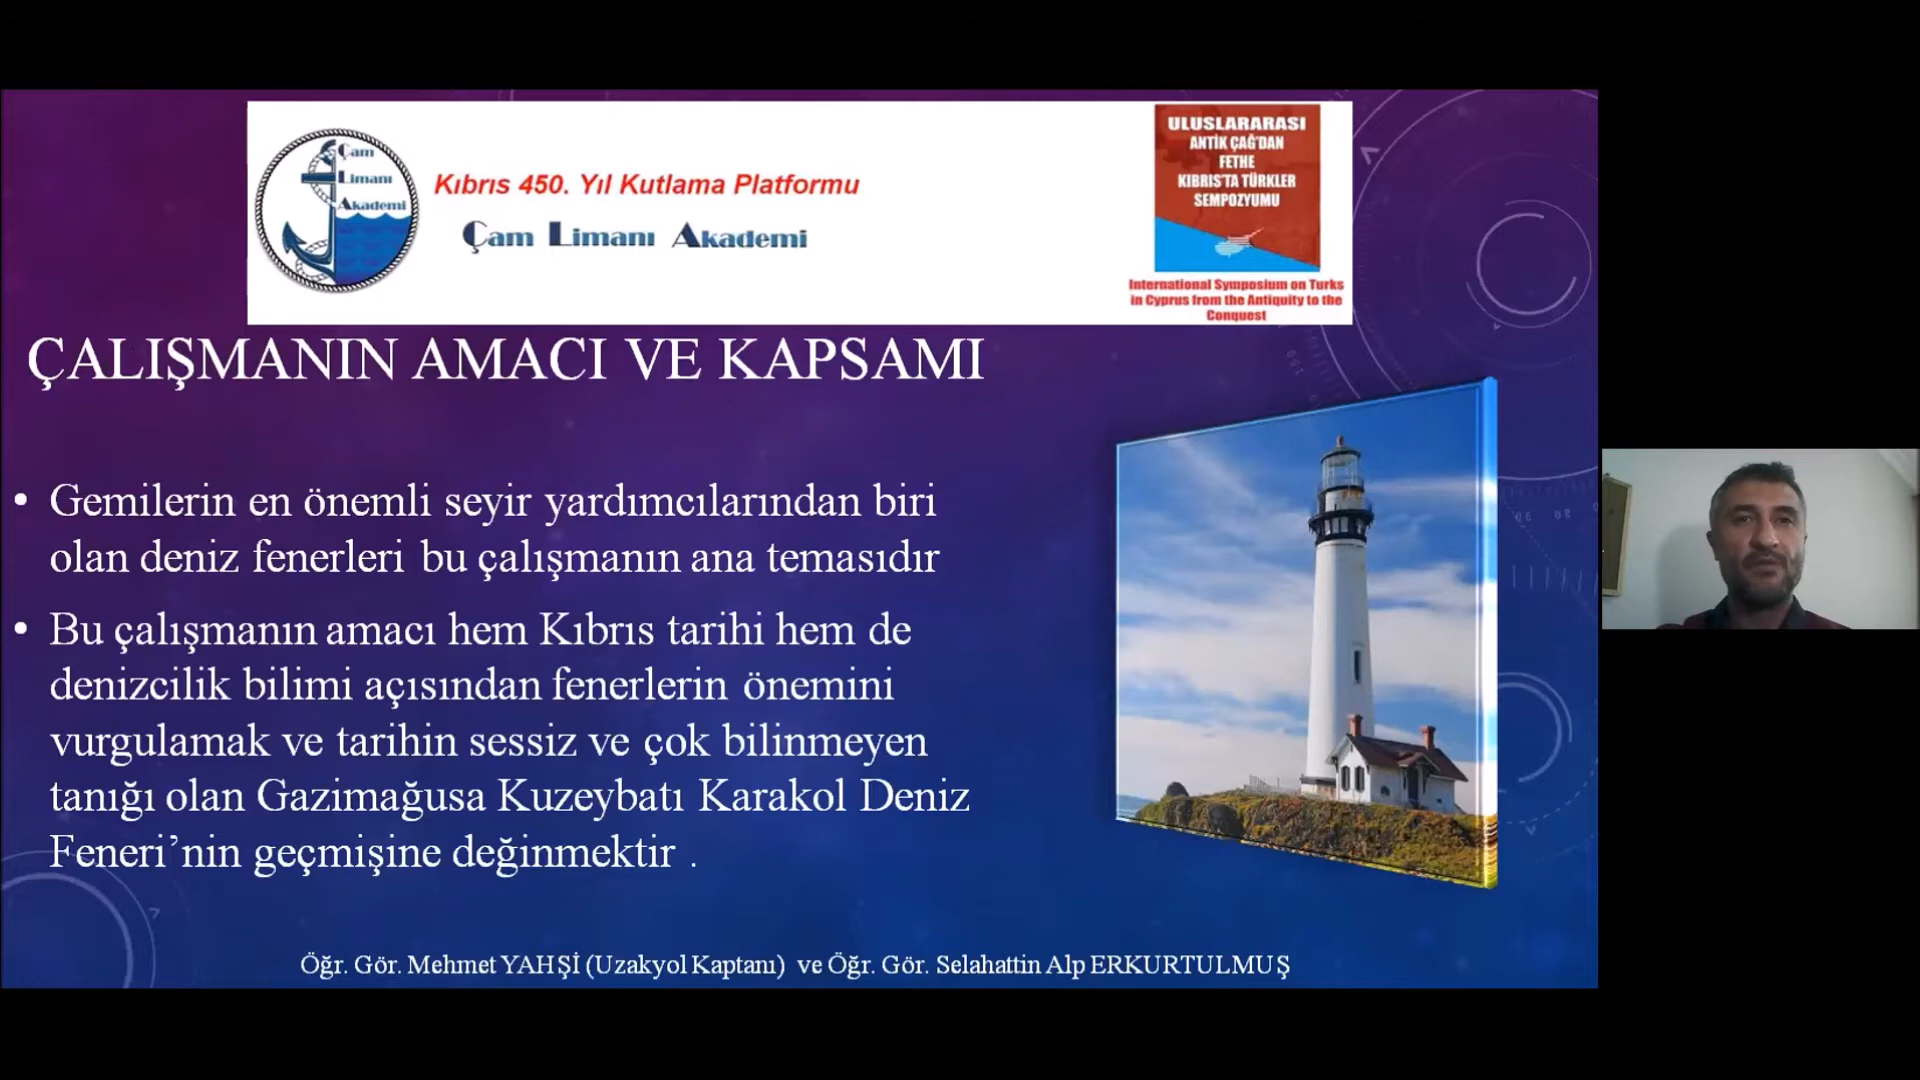 Çam
Limanı
Akademi
Kıbrıs 450. Yıl Kutlama Platformu
Çam Limanı Akademi
ULUSLARARASI
ANTİK ÇAĞ'DAN
FETHE
KIBRIS'TA TÜRKLER
SEMPOZYUMU
International Symposium on Turks
in Cyprus from the Antiquity to the
Conquest
ÇALIŞMANIN AMACI VE KAPSAMI
• Gemilerin en önemli seyir yardımcılarından biri
olan deniz fenerleri bu çalışmanın ana temasıdır
• Bu çalışmanın amacı hem Kıbrıs tarihi hem de
denizcilik bilimi açısından fenerlerin önemini
vurgulamak ve tarihin sessiz ve çok bilinmeyen
tanığı olan Gazimağusa Kuzeybatı Karakol Deniz
Feneri’nin geçmişine değinmektir .
Öğr. Gör. Mehmet YAHŞİ (Uzakyol Kaptanı) ve Öğr. Gör. Selahattin Alp ERKURTULMUŞ